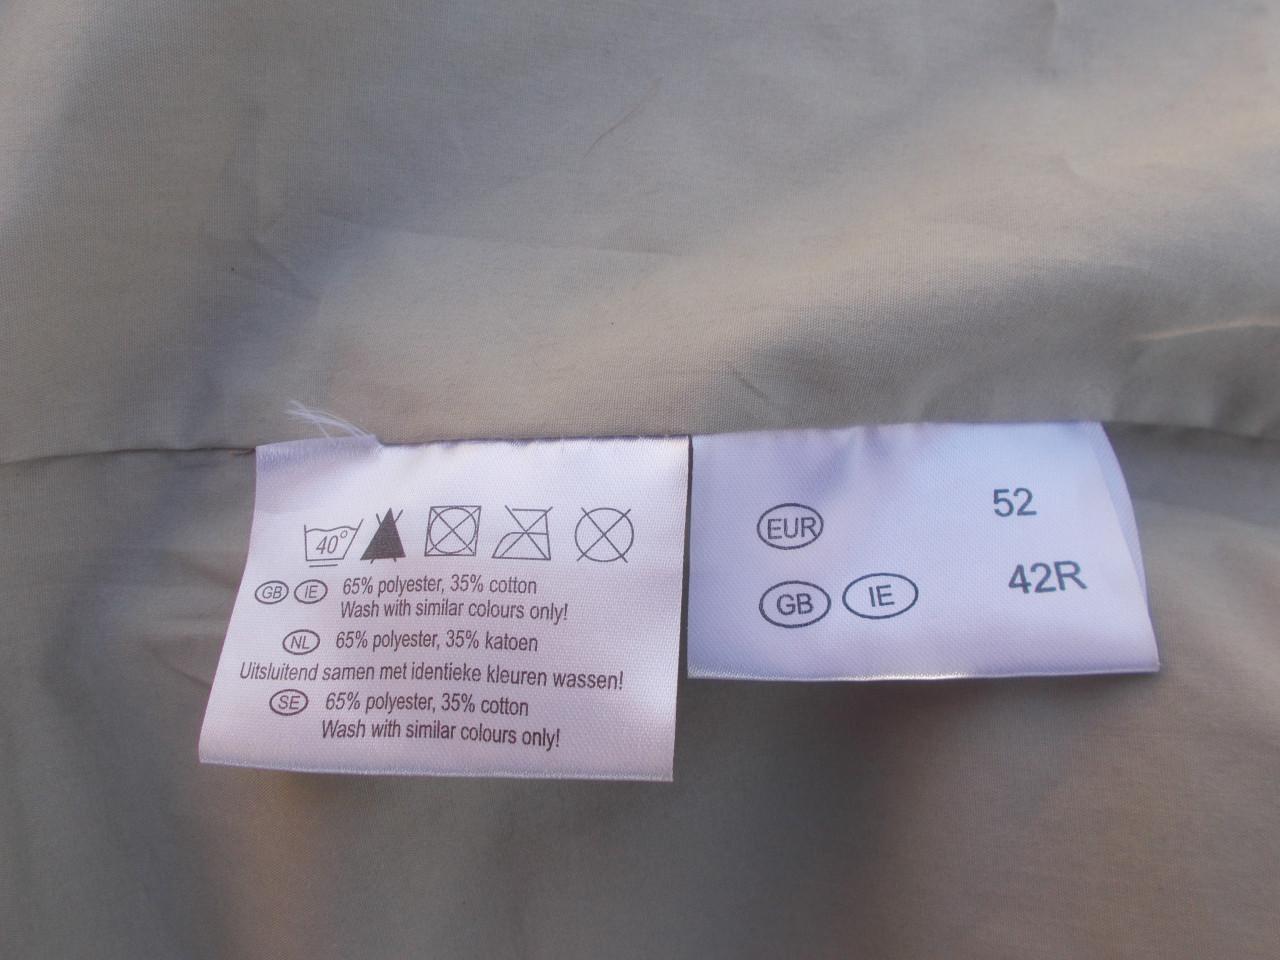 40°
GB IE 65% polyester, 35% cotton
Wash with similar colours only!
NL 65% polyester, 35% katoen
Uitsluitend samen met identieke kleuren wassen!
SE 65% polyester, 35% cotton
Wash with similar colours only!
EUR 52
GB IE 42R